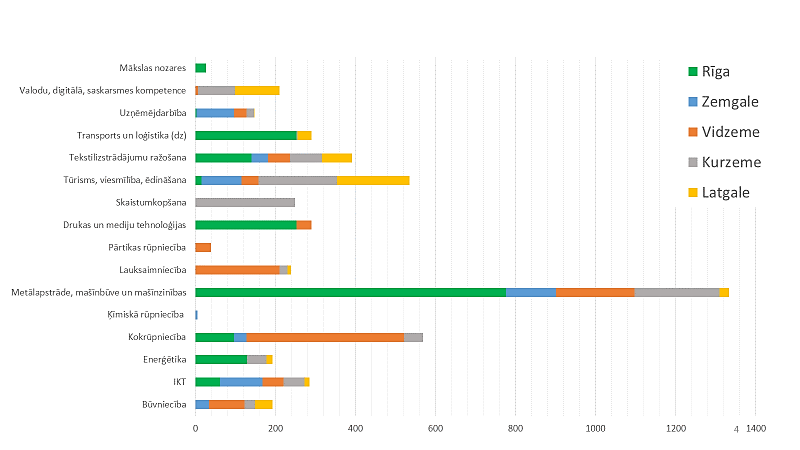 Mākslas nozares
Valodu, digitālā, saskarsmes kompetence
Uzņēmējdarbība
Transports un loģistika (dz)
Tekstilizstrādājumu ražošana
Tūrisms, viesmīlība, ēdināšana
Skaistumkopšana
Drukas un mediju tehnoloģijas
Pārtikas rūpniecība
Lauksaimniecība
Metālapstrāde, mašīnbūve un mašīnzinības
Ķīmiskā rūpniecība
Kokrūpniecība
Enerģētika
IKT
Būvniecība
0 200 400 600 800 1000 1200 4 1400
Rīga
Zemgale
Vidzeme
Kurzeme
Latgale